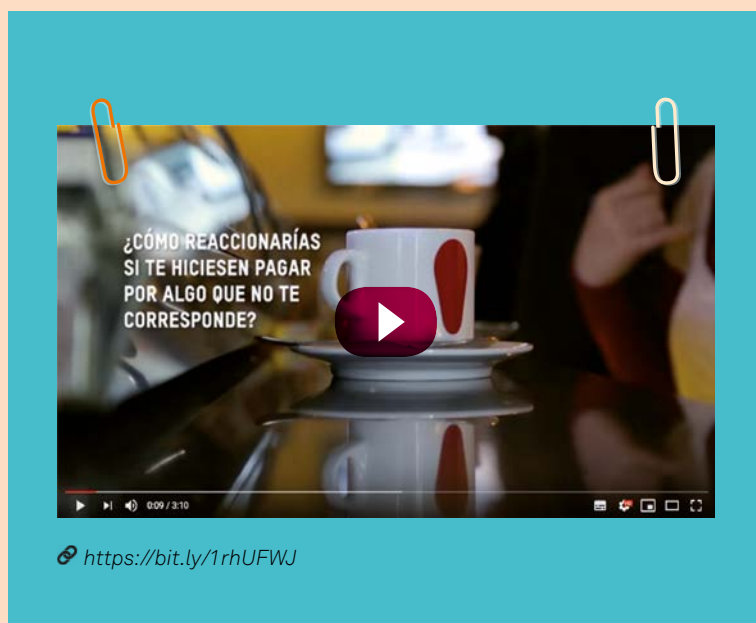 ¿CÓMO REACCIONARÍAS
SI TE HICIESEN PAGAR
POR ALGO QUE NO TE
CORRESPONDE?
0:09 / 3:10
https://bit.ly/1rhUFWJ